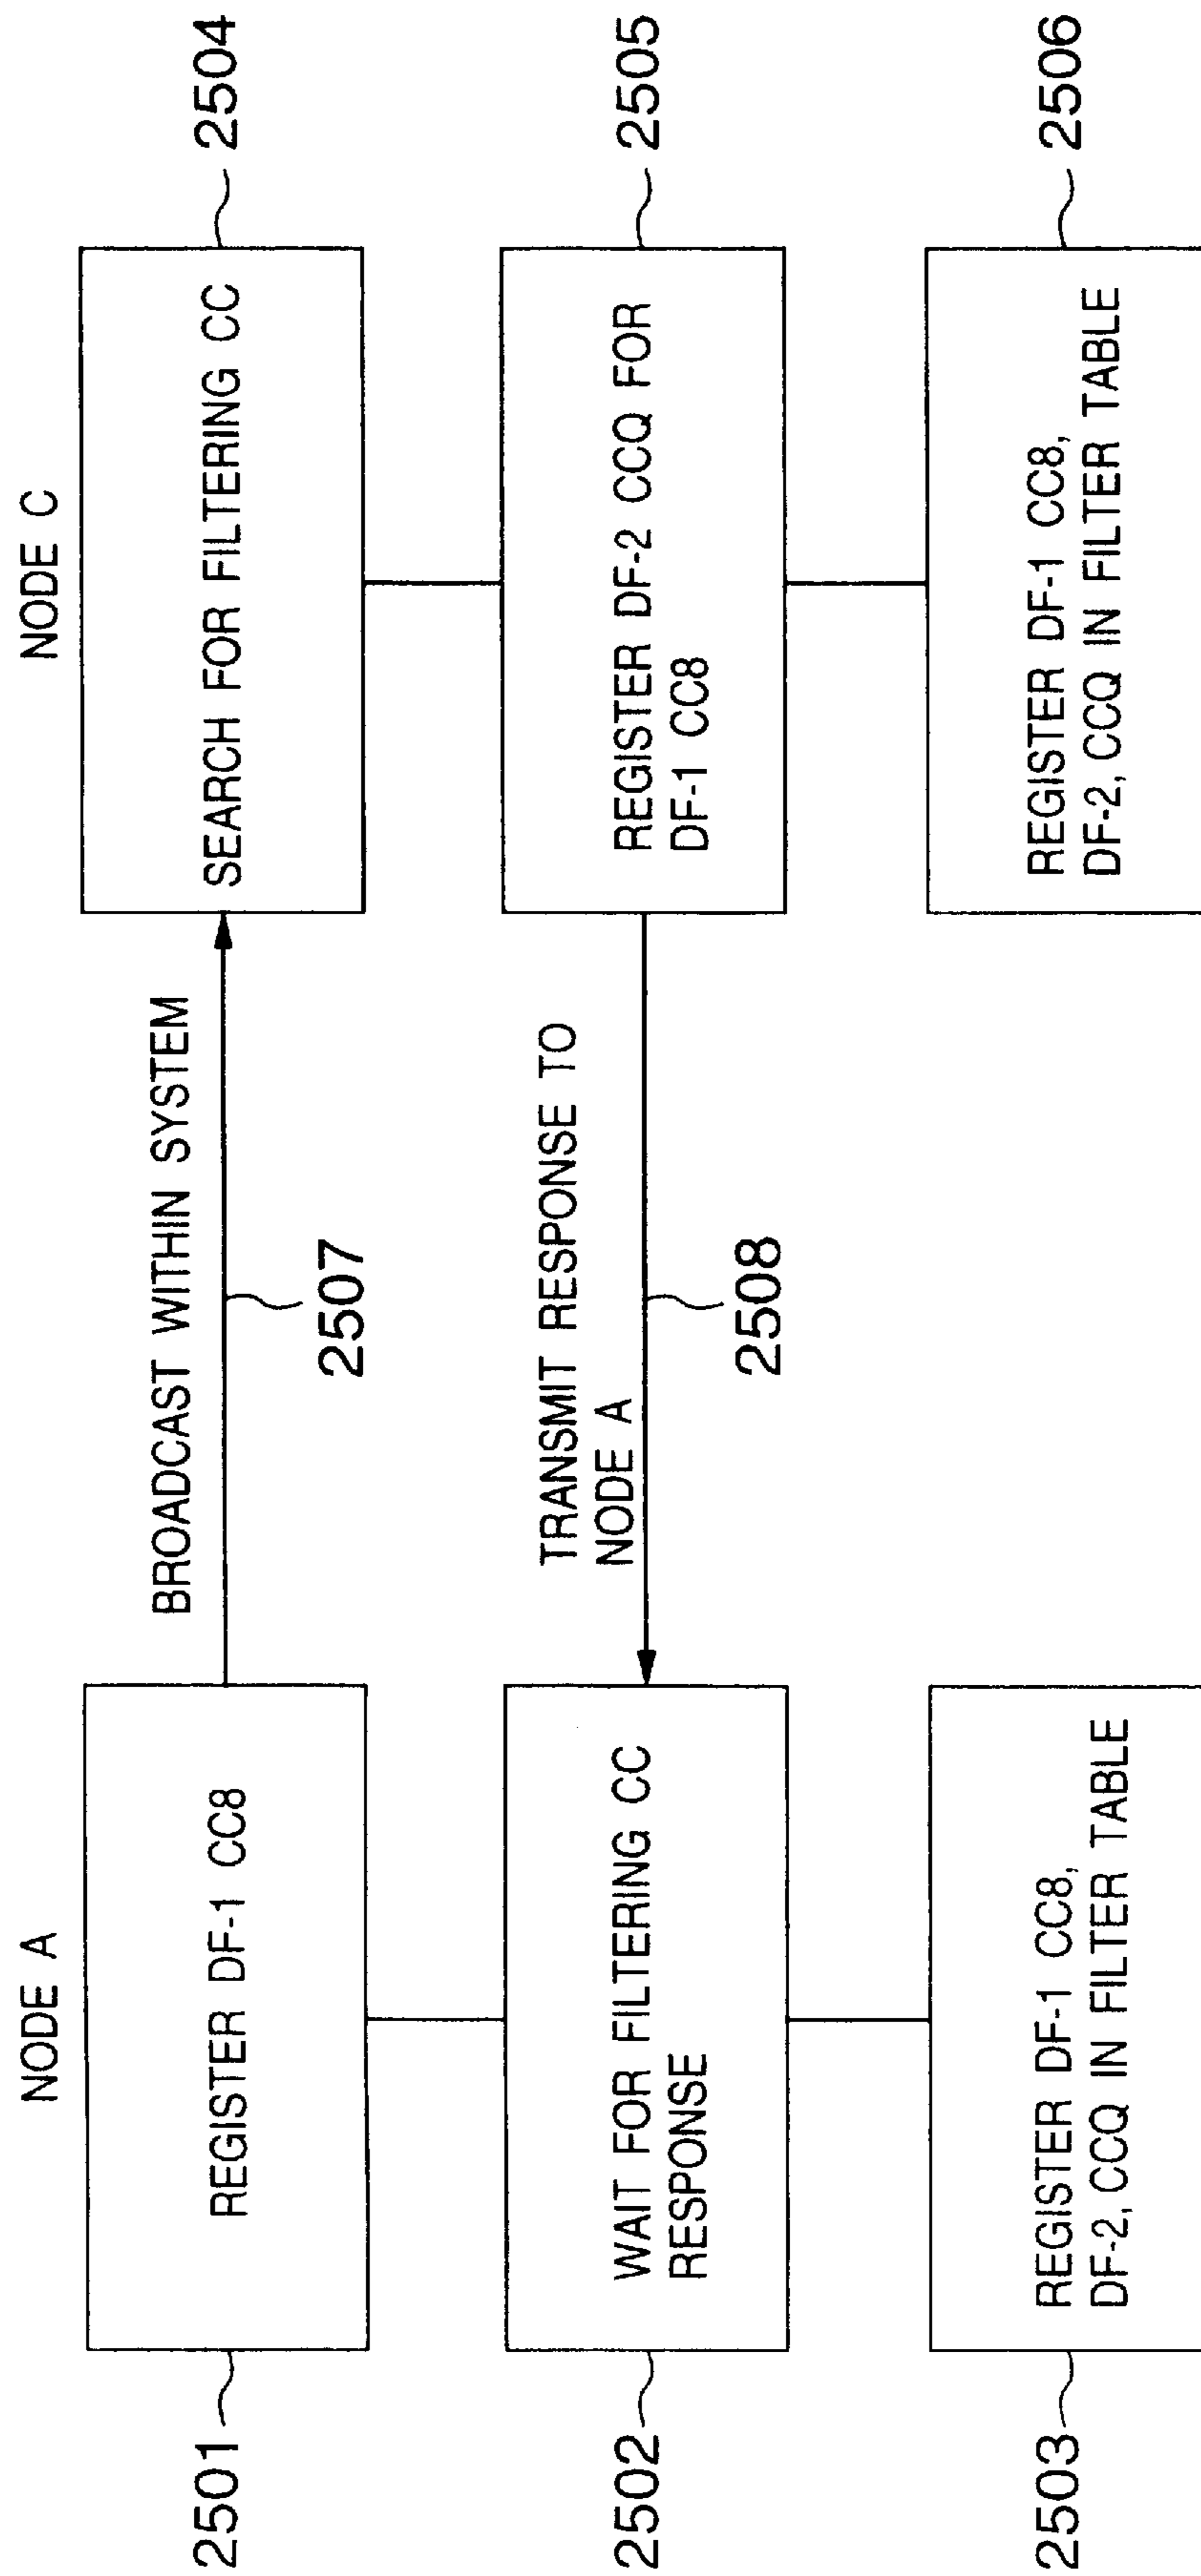 NODE A
NODE C
2501
REGISTER DF-1 CC8
BROADCAST WITHIN SYSTEM
2507
SEARCH FOR FILTERING CC
2504
2502
WAIT FOR FILTERING CC
RESPONSE
TRANSMIT RESPONSE TO
NODE A
2508
REGISTER DF-2 CCQ FOR
DF-1 CC8
2505
2503
REGISTER DF-1 CC8,
DF-2, CCQ IN FILTER TABLE
REGISTER DF-1 CC8,
DF-2, CCQ IN FILTER TABLE
2506